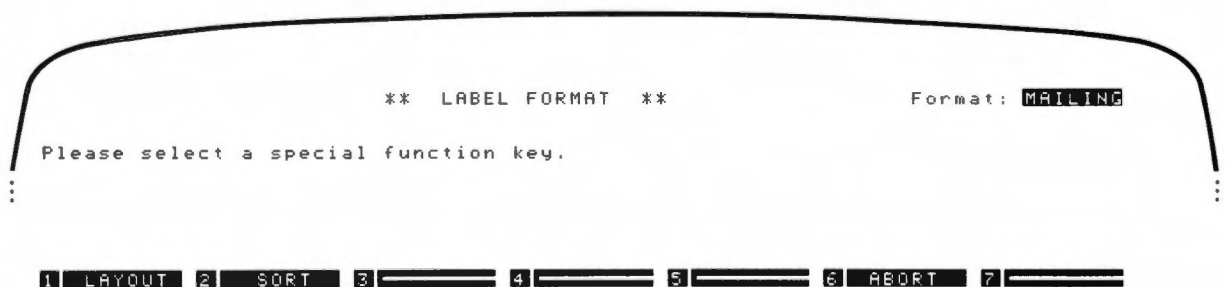 ** LABEL FORMAT ** Format: MAILING
Please select a special function key.
1 LAYOUT 2 SORT 3 4 5 6 ABORT 7